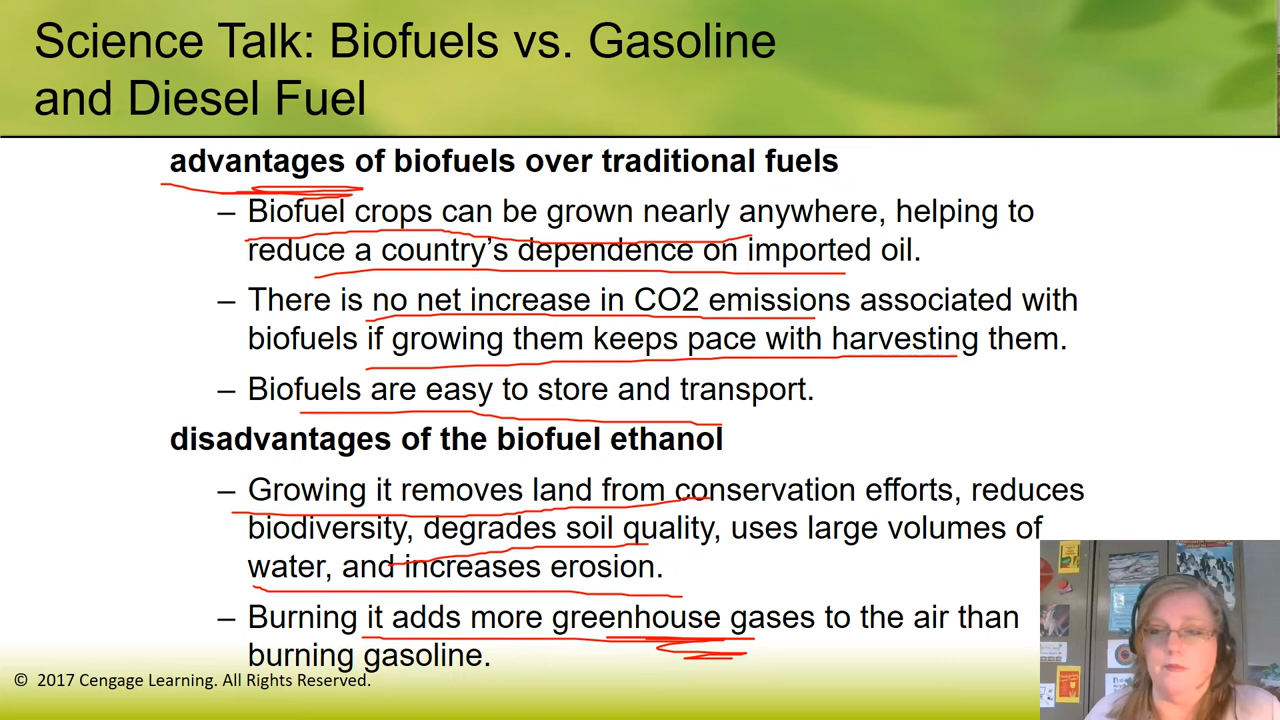 Science Talk: Biofuels vs. Gasoline
and Diesel Fuel
advantages of biofuels over traditional fuels
– Biofuel crops can be grown nearly anywhere, helping to
reduce a country’s dependence on imported oil.
– There is no net increase in CO2 emissions associated with
biofuels if growing them keeps pace with harvesting them.
– Biofuels are easy to store and transport.
disadvantages of the biofuel ethanol
– Growing it removes land from conservation efforts, reduces
biodiversity, degrades soil quality, uses large volumes of
water, and increases erosion.
– Burning it adds more greenhouse gases to the air than
burning gasoline.
© 2017 Cengage Learning. All Rights Reserved.